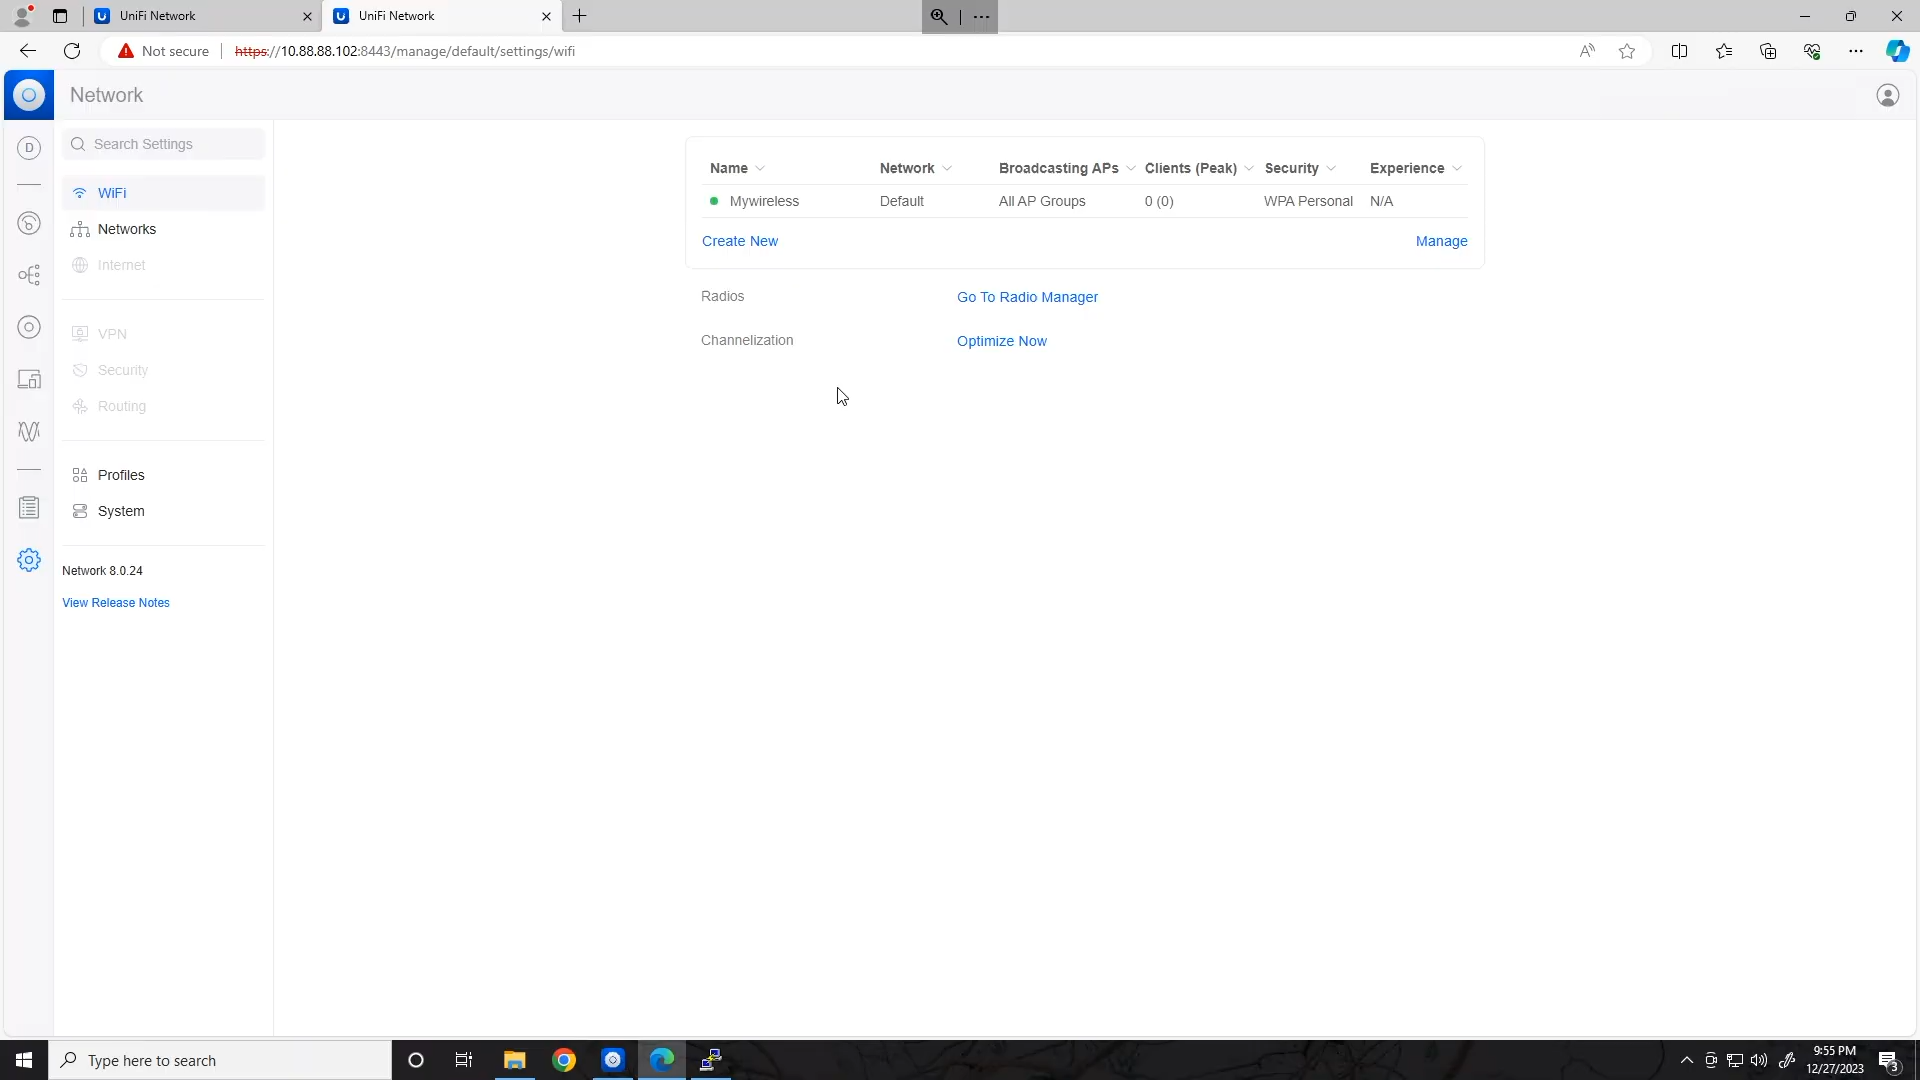 UniFi Network
UniFi Network
Not secure
https://10.88.88.102:8443/manage/default/settings/wifi
Network
Search Settings
D
WiFi
Networks
Internet
VPN
Security
Routing
Profiles
System
Network 8.0.24
View Release Notes
Name Network Broadcasting APs Clients (Peak) Security Experience
Mywireless Default All AP Groups 0 (0) WPA Personal N/A
Create New Manage
Radios Go To Radio Manager
Channelization Optimize Now
Type here to search
9:55 PM
12/27/2023
3